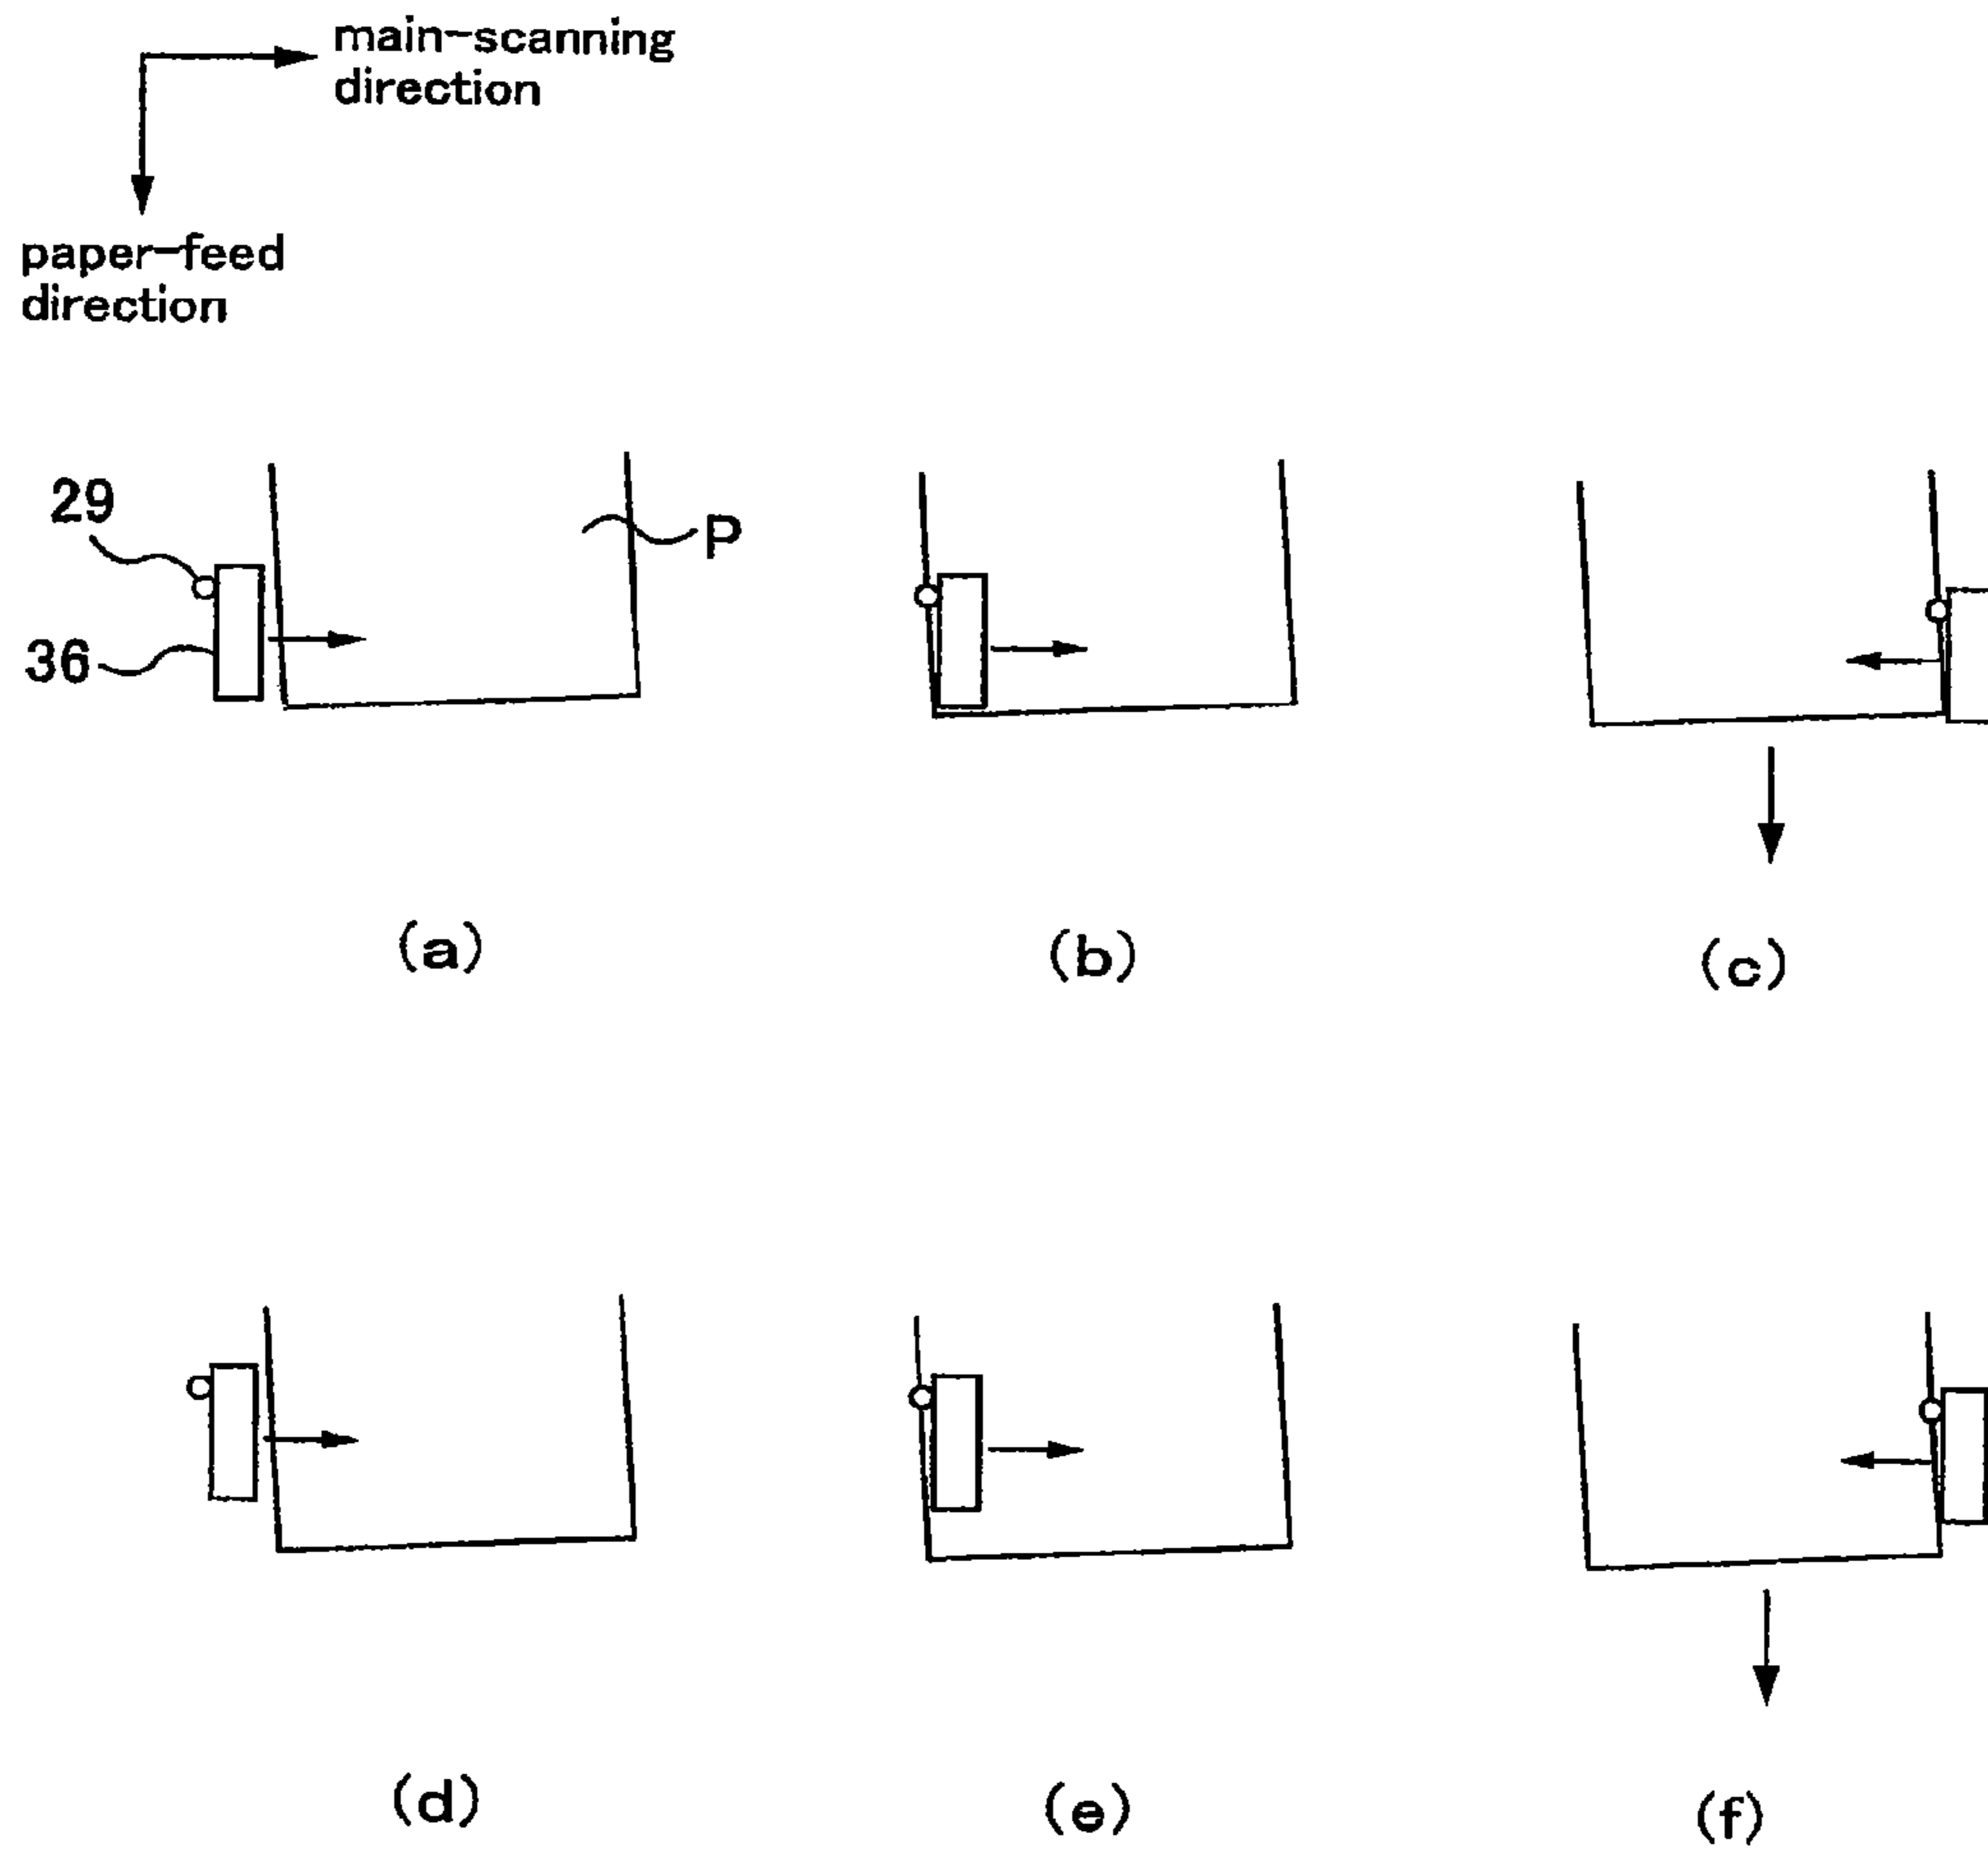 main-scanning
direction
paper-feed
direction
29
P
36
(a)
(b)
(c)
(d)
(e)
(f)